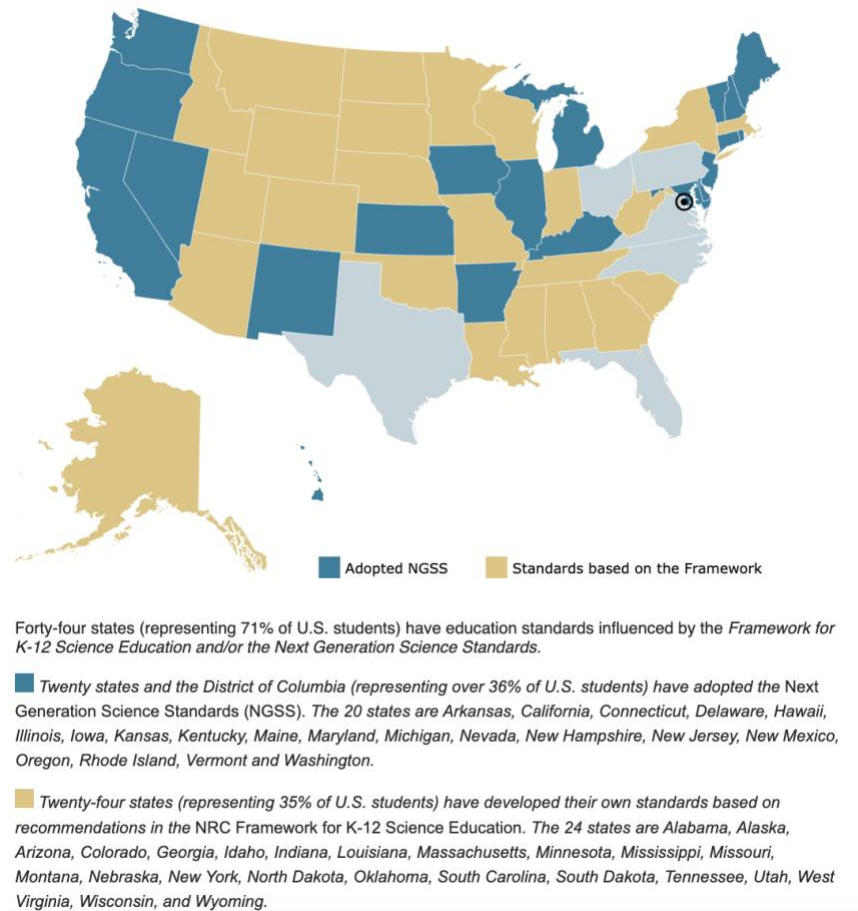 Adopted NGSS
Standards based on the Framework
Forty-four states (representing 71% of U.S. students) have education standards influenced by the Framework for
K-12 Science Education and/or the Next Generation Science Standards.
Twenty states and the District of Columbia (representing over 36% of U.S. students) have adopted the Next
Generation Science Standards (NGSS). The 20 states are Arkansas, California, Connecticut, Delaware, Hawaii,
Illinois, Iowa, Kansas, Kentucky, Maine, Maryland, Michigan, Nevada, New Hampshire, New Jersey, New Mexico,
Oregon, Rhode Island, Vermont and Washington.
Twenty-four states (representing 35% of U.S. students) have developed their own standards based on
recommendations in the NRC Framework for K-12 Science Education. The 24 states are Alabama, Alaska,
Arizona, Colorado, Georgia, Idaho, Indiana, Louisiana, Massachusetts, Minnesota, Mississippi, Missouri,
Montana, Nebraska, New York, North Dakota, Oklahoma, South Carolina, South Dakota, Tennessee, Utah, West
Virginia, Wisconsin, and Wyoming.